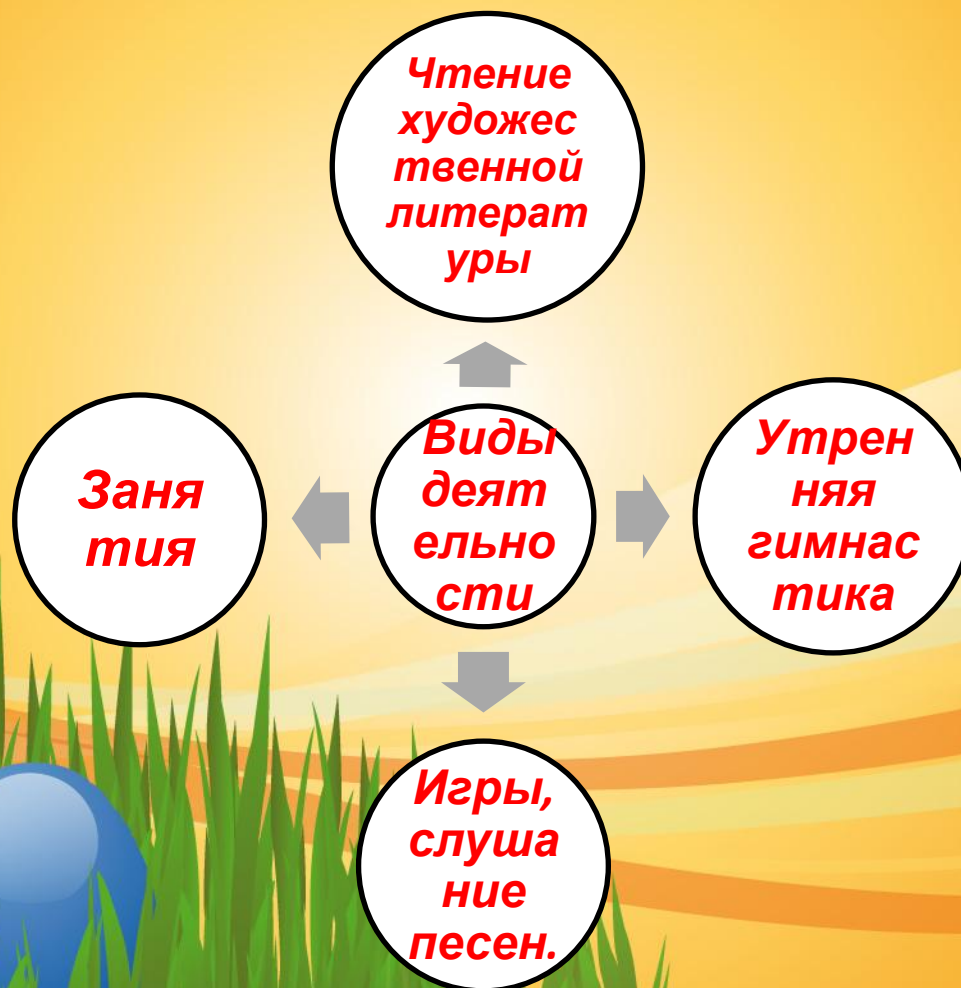 Чтение
художес
твенной
литерат
уры
Заня
тия
Виды
деят
ельно
сти
Утрен
няя
гимнас
тика
Игры,
слуша
ние
песен.